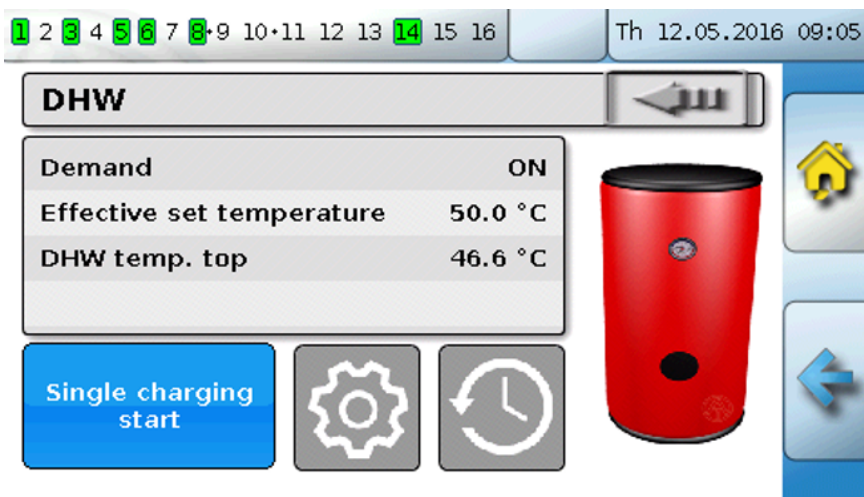 1 2 3 4 5 6 7 8·9 10·11 12 13 14 15 16 Th 12.05.2016 09:05
DHW
Demand ON
Effective set temperature 50.0 °C
DHW temp. top 46.6 °C
Single charging
start